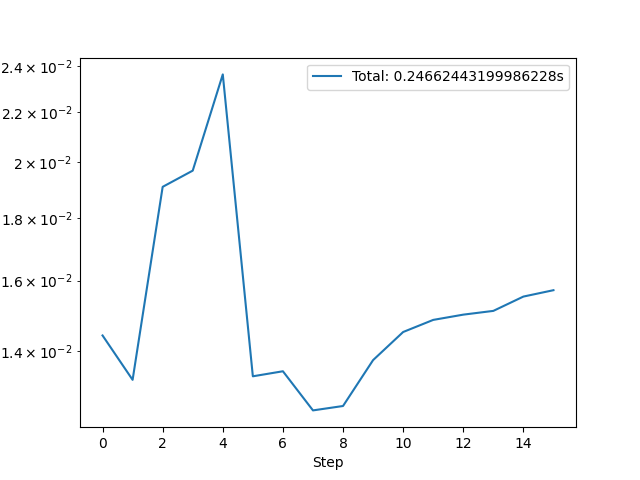 Total: 0.24662443199986228s
2.4 × 10⁻²
2.2 × 10⁻²
2 × 10⁻²
1.8 × 10⁻²
1.6 × 10⁻²
1.4 × 10⁻²
0 2 4 6 8 10 12 14
Step